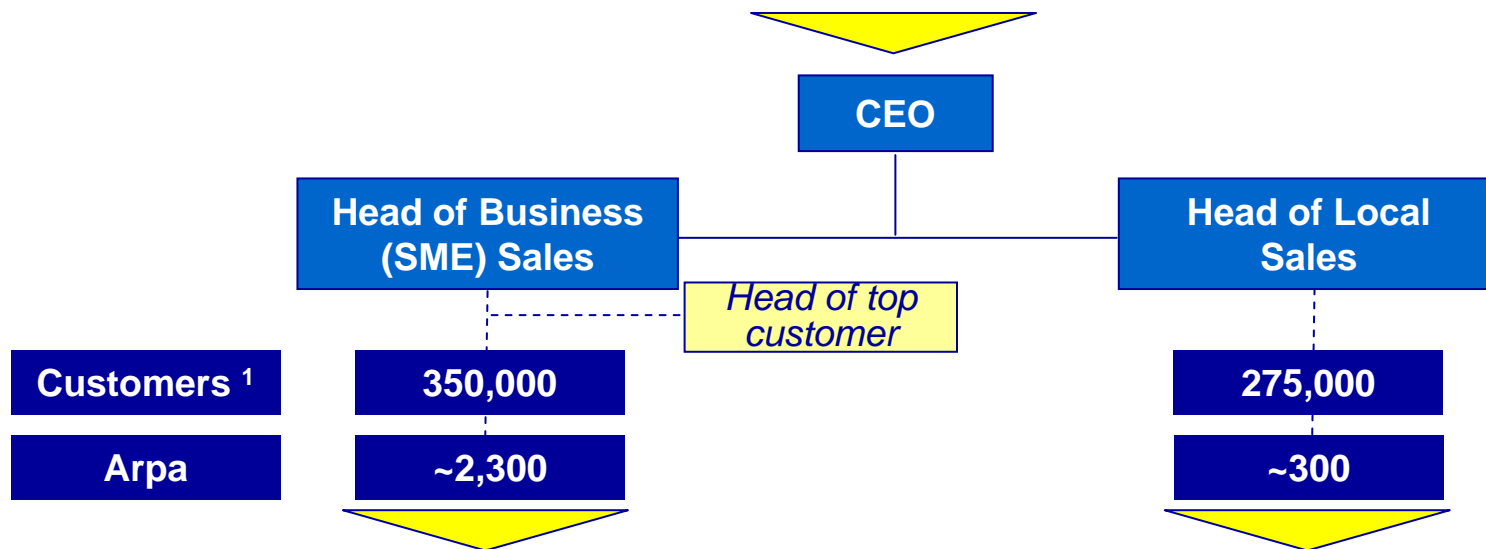 CEO
Head of Business
(SME) Sales
Head of Local
Sales
Head of top
customer
Customers ¹
350,000
275,000
Arpa
~2,300
~300